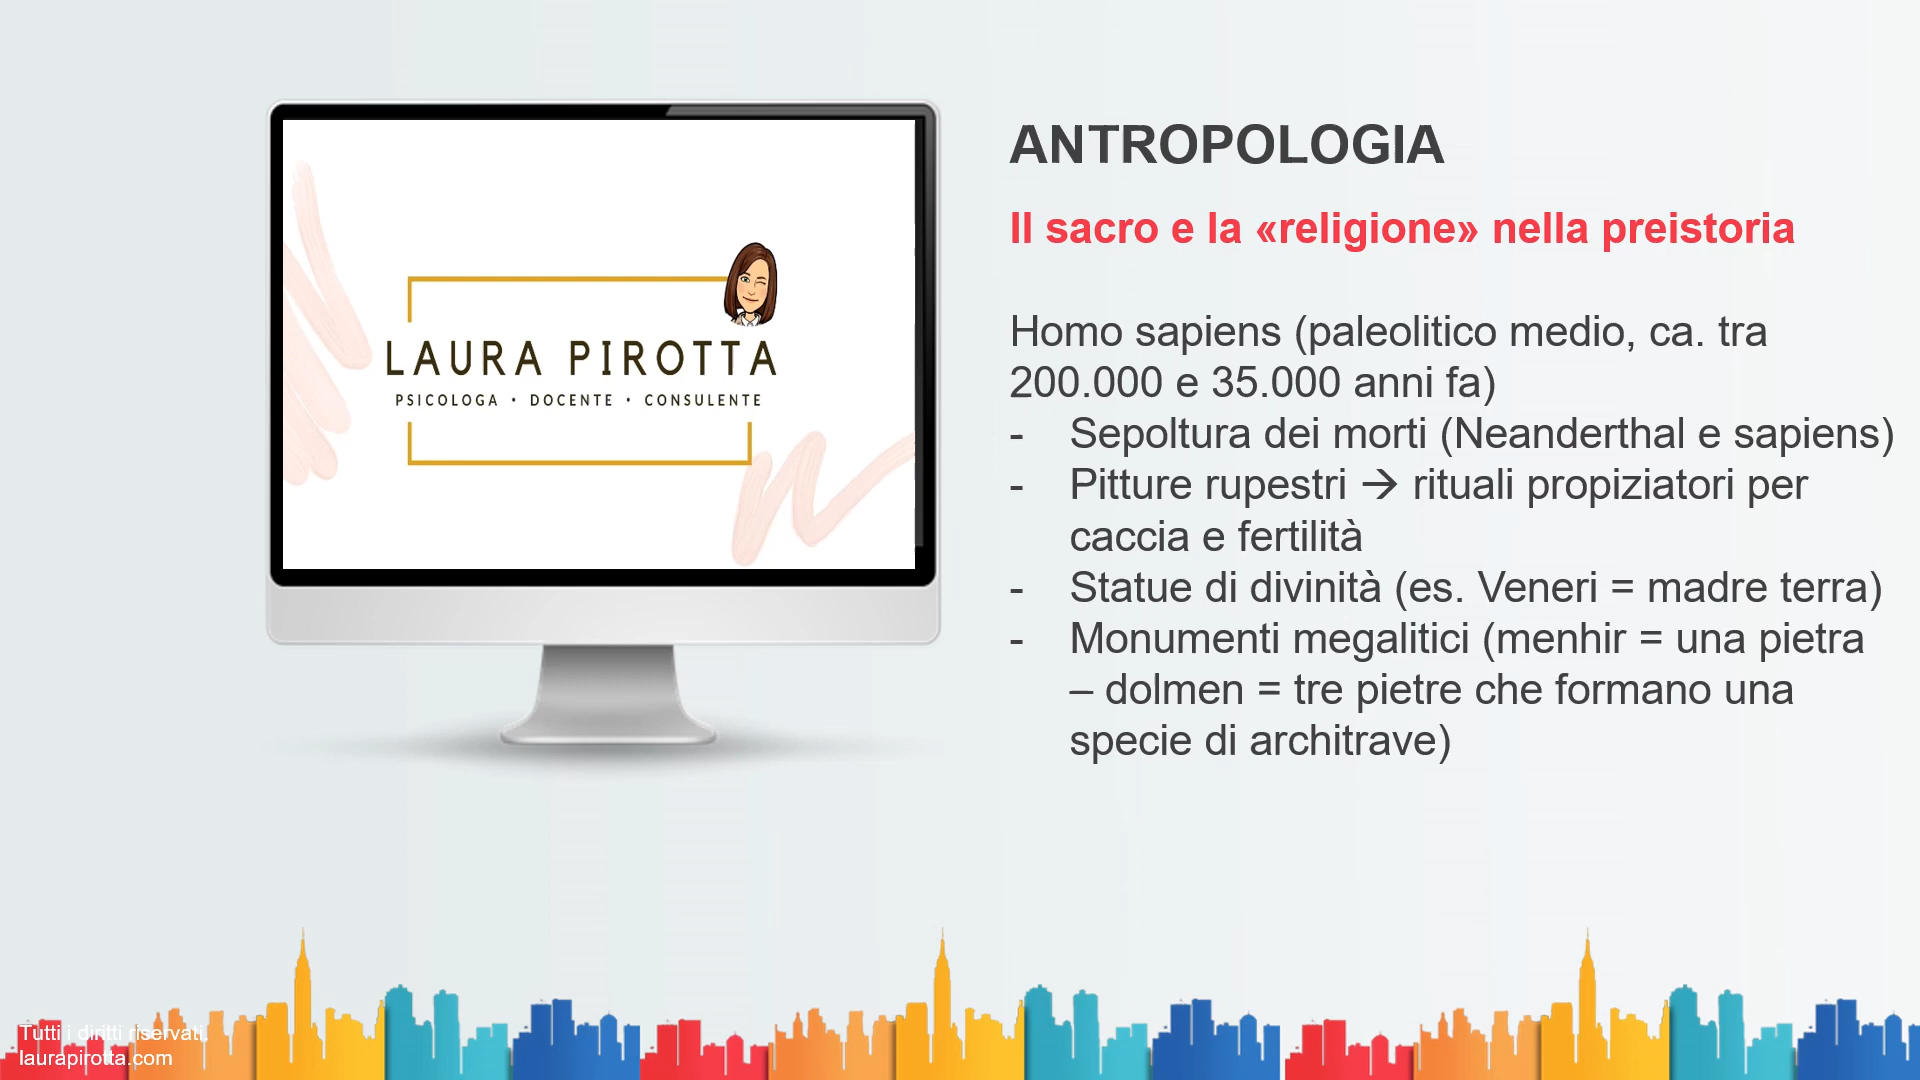 LAURA PIROTTA
PSICOLOGA • DOCENTE • CONSULENTE
ANTROPOLOGIA
Il sacro e la «religione» nella preistoria
Homo sapiens (paleolitico medio, ca. tra
200.000 e 35.000 anni fa)
- Sepoltura dei morti (Neanderthal e sapiens)
- Pitture rupestri → rituali propiziatori per
caccia e fertilità
- Statue di divinità (es. Veneri = madre terra)
- Monumenti megalitici (menhir = una pietra
– dolmen = tre pietre che formano una
specie di architrave)
Tutti i diritti riservati.
laurapirotta.com